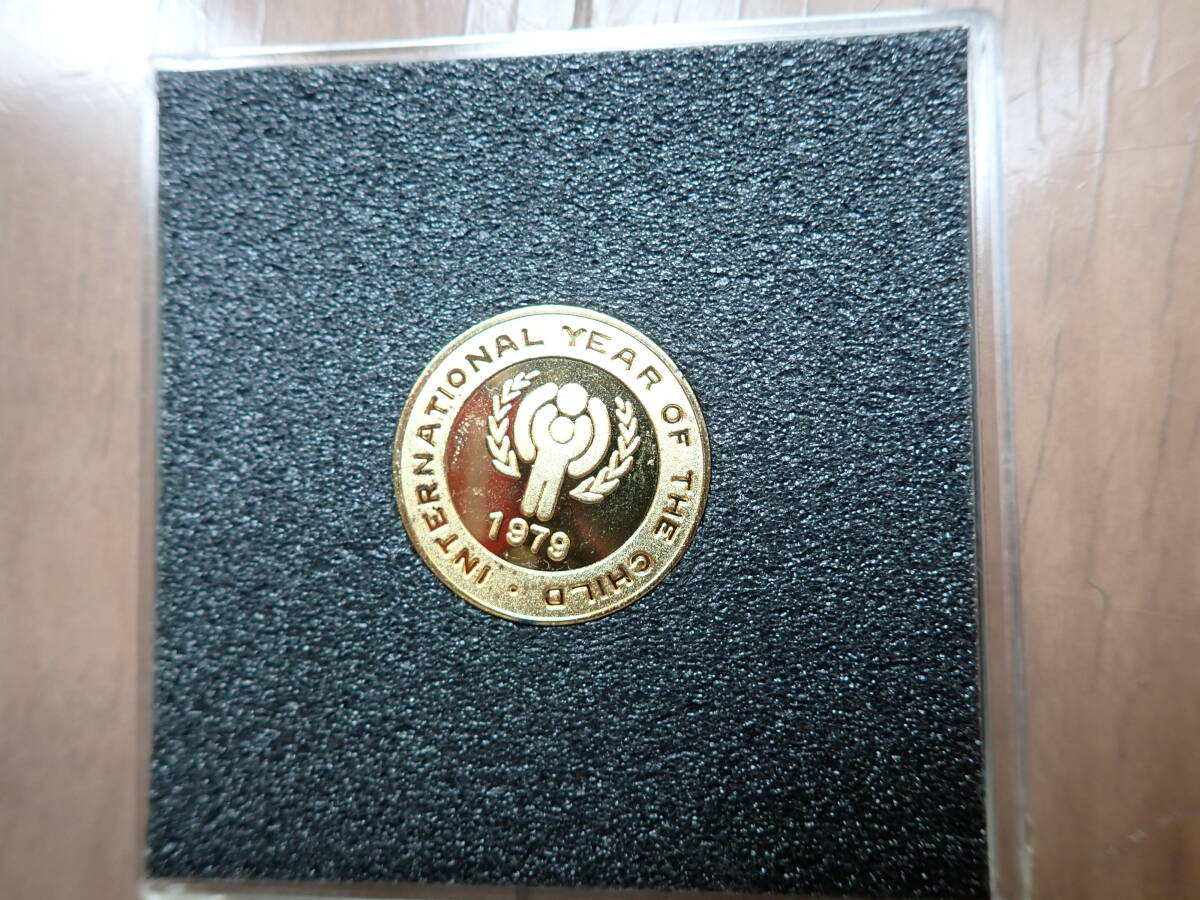 INTERNATIONAL YEAR OF THE CHILD ·
1979